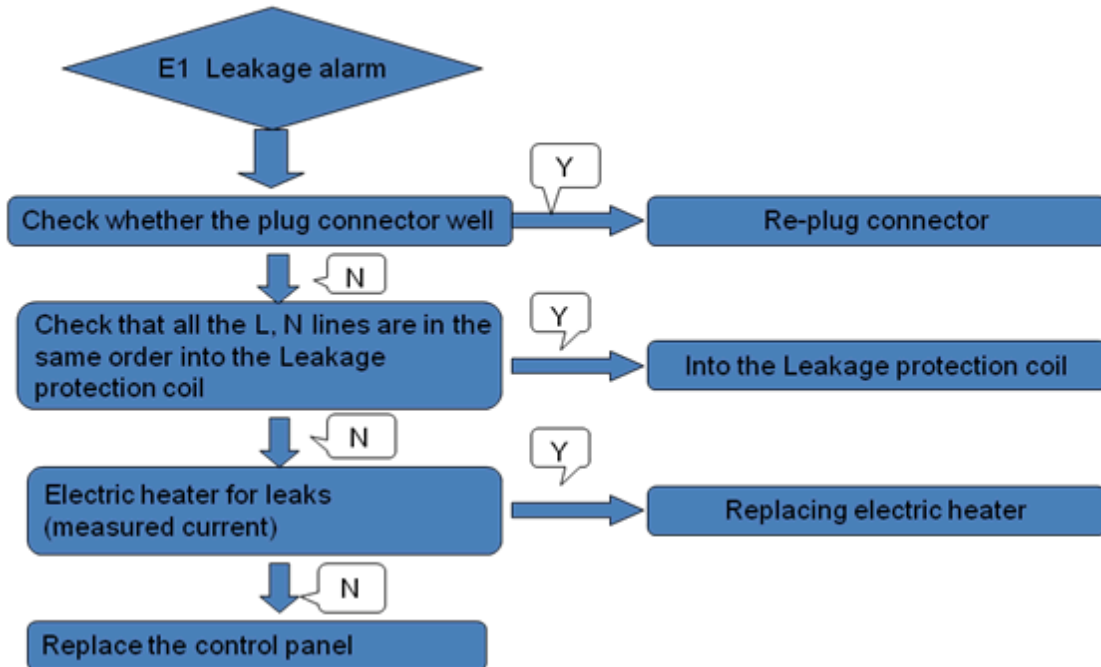 E1 Leakage alarm
Y
Check whether the plug connector well
Re-plug connector
N
Check that all the L, N lines are in the
same order into the Leakage
protection coil
Y
Into the Leakage protection coil
N
Electric heater for leaks
(measured current)
Y
Replacing electric heater
N
Replace the control panel